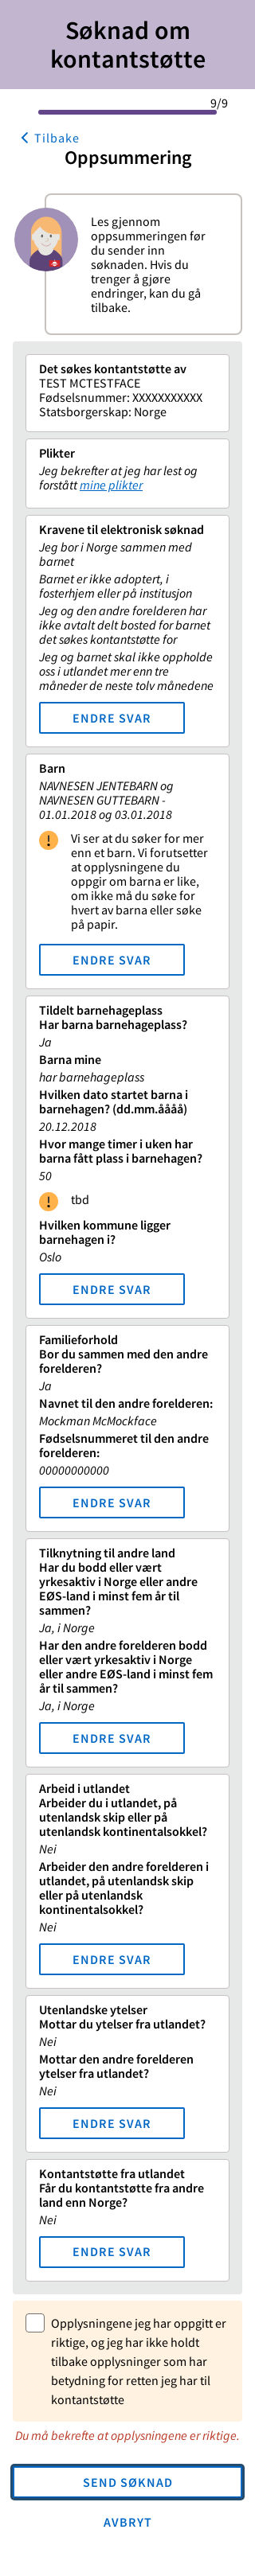 Søknad om
kontantstøtte
9/9
Tilbake
Oppsummering
Les gjennom
oppsummeringen før
du sender inn
søknaden. Hvis du
trenger å gjøre
endringer, kan du gå
tilbake.
Det søkes kontantstøtte av
TEST MCTESTFACE
Fødselsnummer: XXXXXXXXXXX
Statsborgerskap: Norge
Plikter
Jeg bekrefter at jeg har lest og
forstått mine plikter
Kravene til elektronisk søknad
Jeg bor i Norge sammen med
barnet
Barnet er ikke adoptert, i
fosterhjem eller på institusjon
Jeg og den andre forelderen har
ikke avtalt delt bosted for barnet
det søkes kontantstøtte for
Jeg og barnet skal ikke oppholde
oss i utlandet mer enn tre
måneder de neste tolv månedene
ENDRE SVAR
Barn
NAVNESEN JENTEBARN og
NAVNESEN GUTTEBARN -
01.01.2018 og 03.01.2018
Vi ser at du søker for mer
enn et barn. Vi forutsetter
at opplysningene du
oppgir om barna er like,
om ikke må du søke for
hvert av barna eller søke
på papir.
ENDRE SVAR
Tildelt barnehageplass
Har barna barnehageplass?
Ja
Barna mine
har barnehageplass
Hvilken dato startet barna i
barnehagen? (dd.mm.åååå)
20.12.2018
Hvor mange timer i uken har
barna fått plass i barnehagen?
50
tbd
Hvilken kommune ligger
barnehagen i?
Oslo
ENDRE SVAR
Familieforhold
Bor du sammen med den andre
forelderen?
Ja
Navnet til den andre forelderen:
Mockman McMockface
Fødselsnummeret til den andre
forelderen:
00000000000
ENDRE SVAR
Tilknytning til andre land
Har du bodd eller vært
yrkesaktiv i Norge eller andre
EØS-land i minst fem år til
sammen?
Ja, i Norge
Har den andre forelderen bodd
eller vært yrkesaktiv i Norge
eller andre EØS-land i minst fem
år til sammen?
Ja, i Norge
ENDRE SVAR
Arbeid i utlandet
Arbeider du i utlandet, på
utenlandsk skip eller på
utenlandsk kontinentalsokkel?
Nei
Arbeider den andre forelderen i
utlandet, på utenlandsk skip
eller på utenlandsk
kontinentalsokkel?
Nei
ENDRE SVAR
Utenlandske ytelser
Mottar du ytelser fra utlandet?
Nei
Mottar den andre forelderen
ytelser fra utlandet?
Nei
ENDRE SVAR
Kontantstøtte fra utlandet
Får du kontantstøtte fra andre
land enn Norge?
Nei
ENDRE SVAR
Opplysningene jeg har oppgitt er
riktige, og jeg har ikke holdt
tilbake opplysninger som har
betydning for retten jeg har til
kontantstøtte
Du må bekrefte at opplysningene er riktige.
SEND SØKNAD
AVBRYT